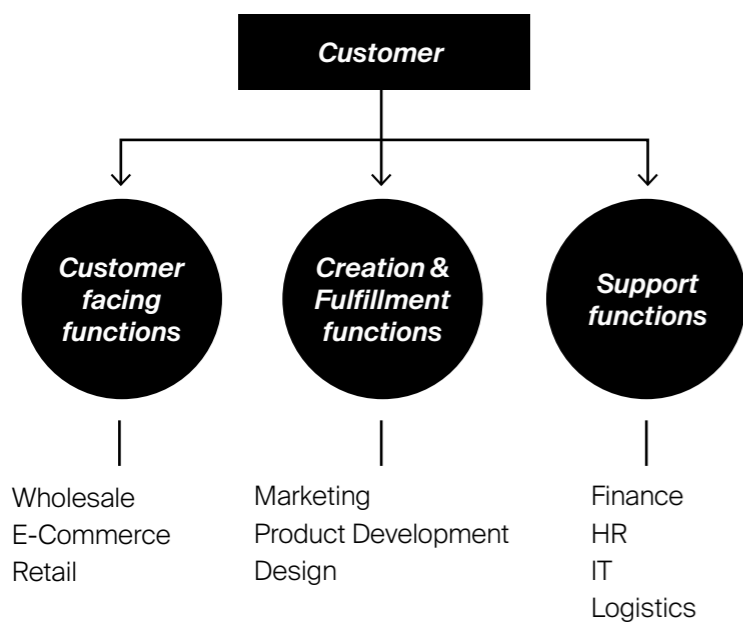 Customer
Customer
facing
functions
Creation &
Fulfillment
functions
Support
functions
Wholesale
E-Commerce
Retail
Marketing
Product Development
Design
Finance
HR
IT
Logistics